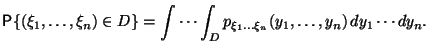 P{(ξ₁,…,ξₙ) ∈ D} = ∫⋯∫_D p_{ξ₁…ξₙ}(y₁,…,yₙ) dy₁⋯dyₙ.